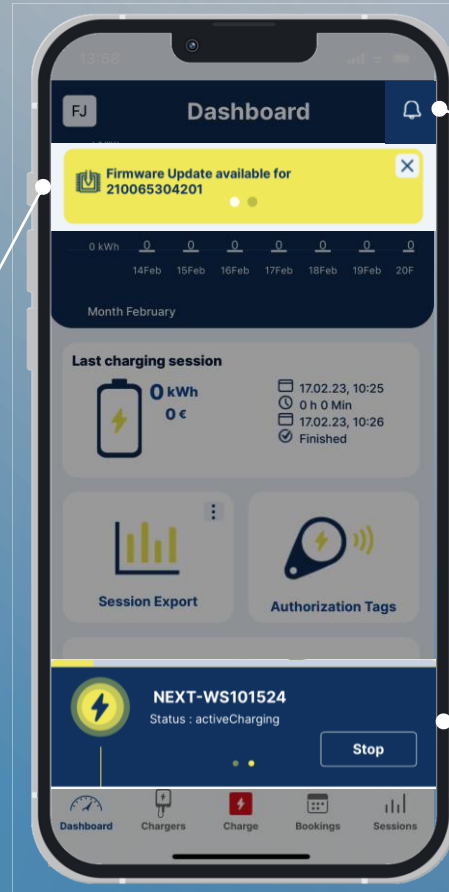 13:58
FJ
Dashboard
Firmware Update available for
210065304201
0 kWh 0 0 0 0 0 0 0
14Feb 15Feb 16Feb 17Feb 18Feb 19Feb 20F
Month February
Last charging session
0 kWh
0 €
17.02.23, 10:25
0 h 0 Min
17.02.23, 10:26
Finished
Session Export
Authorization Tags
NEXT-WS101524
Status : activeCharging
Stop
Dashboard Chargers Charge Bookings Sessions